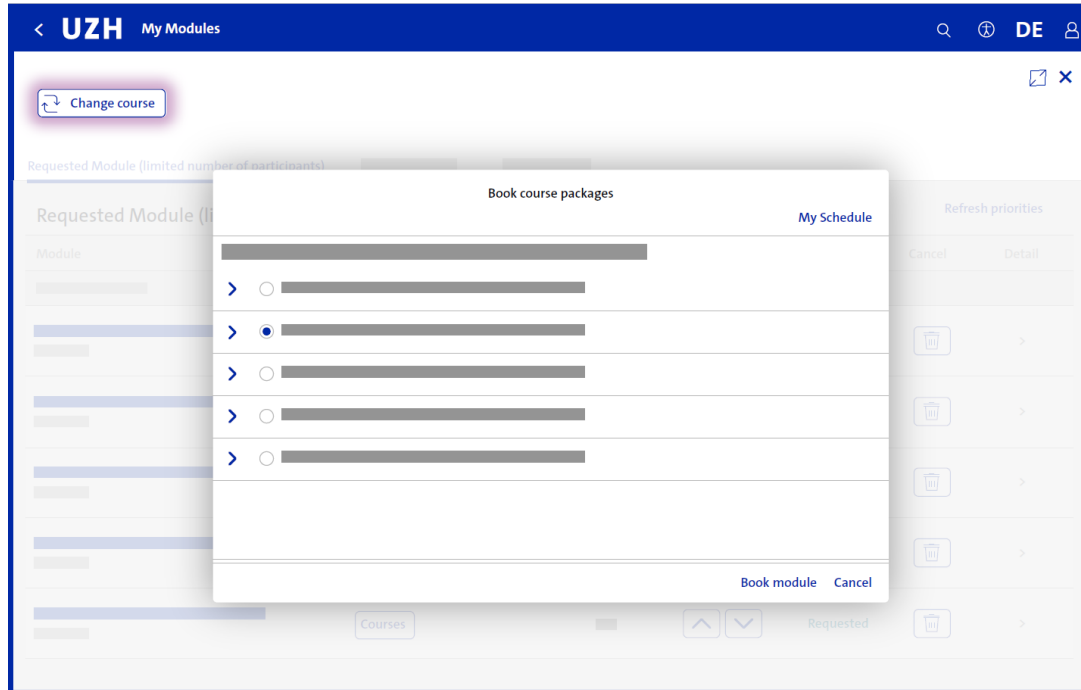 UZH My Modules DE
Change course
Requested Module (limited number of participants)
Book course packages
My Schedule
Requested Module (li
Refresh priorities
Module
Cancel Detail
Book module Cancel
Courses Requested